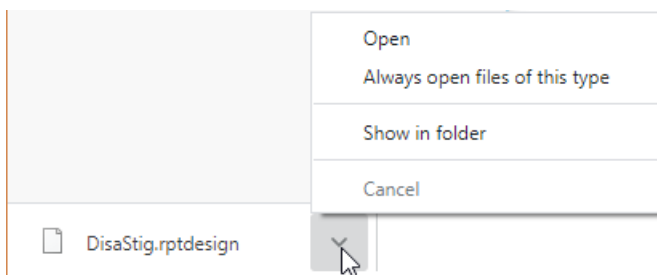 Open
Always open files of this type
Show in folder
Cancel
DisaStig.rptdesign